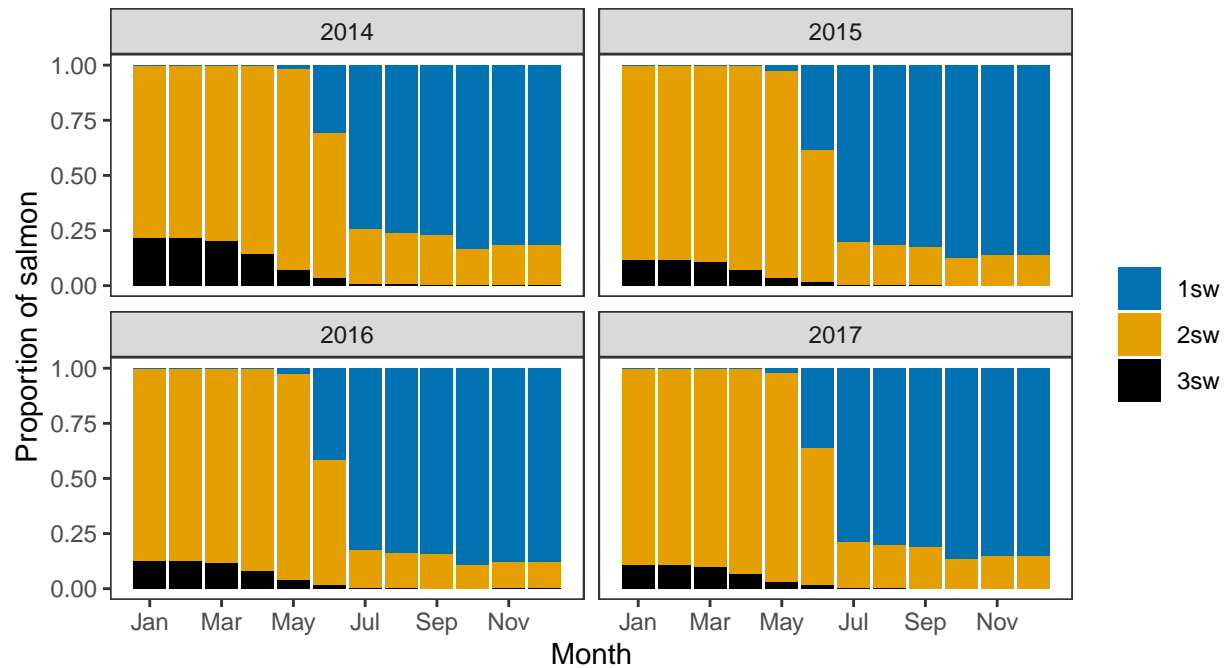 2014
2015
1.00
0.75
0.50
0.25
0.00
2016
2017
1.00
0.75
0.50
0.25
0.00
Jan Mar May Jul Sep Nov
Jan Mar May Jul Sep Nov
Month
Proportion of salmon
1sw
2sw
3sw